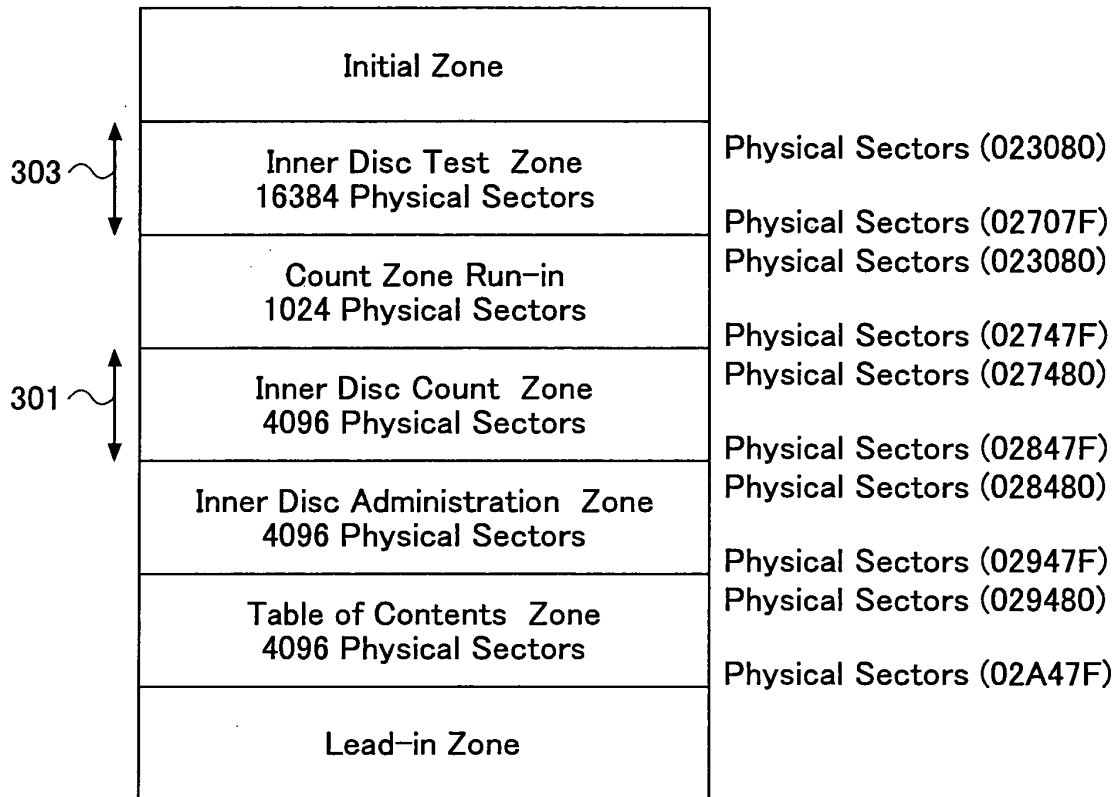 Initial Zone
303
Inner Disc Test Zone
16384 Physical Sectors
Physical Sectors (023080)
Physical Sectors (02707F)
Count Zone Run-in
1024 Physical Sectors
Physical Sectors (023080)
Physical Sectors (02747F)
301
Inner Disc Count Zone
4096 Physical Sectors
Physical Sectors (027480)
Physical Sectors (02847F)
Inner Disc Administration Zone
4096 Physical Sectors
Physical Sectors (028480)
Physical Sectors (02947F)
Table of Contents Zone
4096 Physical Sectors
Physical Sectors (029480)
Physical Sectors (02A47F)
Lead-in Zone